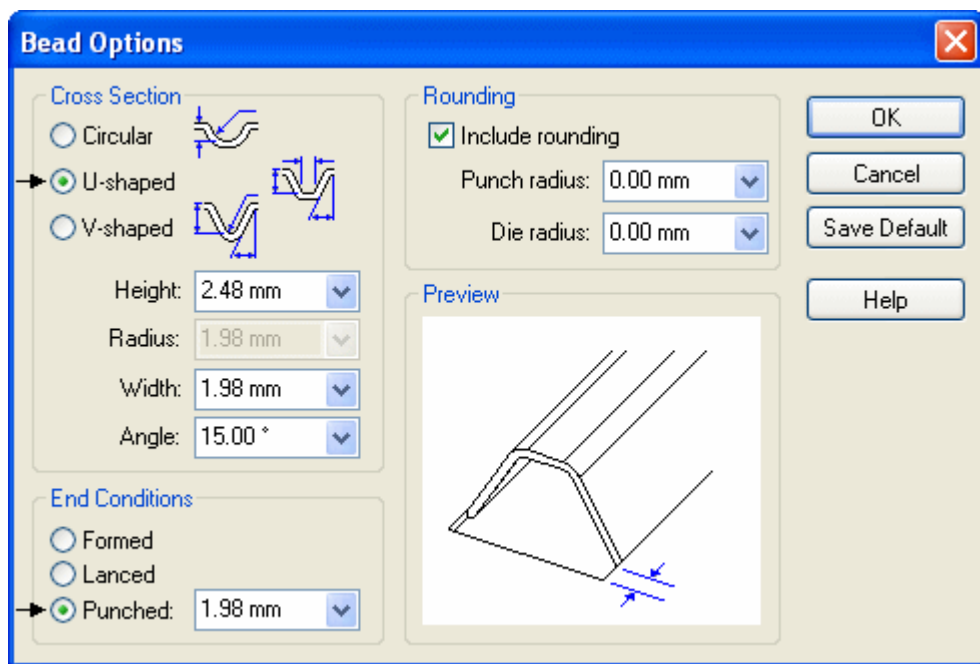 Bead Options
Cross Section
Circular
U-shaped
V-shaped
Height: 2.48 mm
Radius: 1.98 mm
Width: 1.98 mm
Angle: 15.00 °
End Conditions
Formed
Lanced
Punched: 1.98 mm
Rounding
Include rounding
Punch radius: 0.00 mm
Die radius: 0.00 mm
Preview
OK
Cancel
Save Default
Help